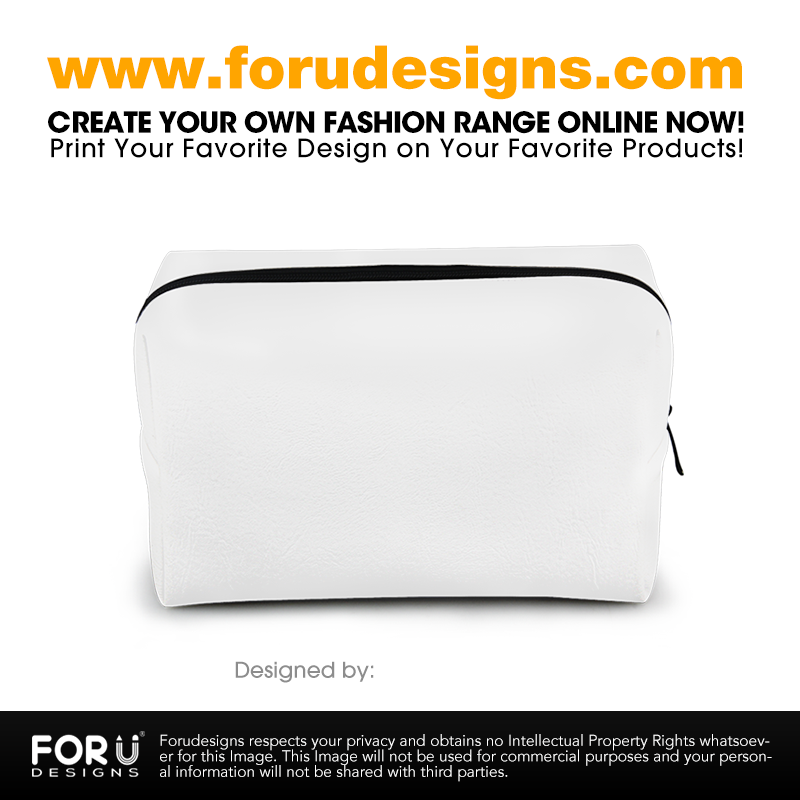 www.forudesigns.com
CREATE YOUR OWN FASHION RANGE ONLINE NOW!
Print Your Favorite Design on Your Favorite Products!
Designed by:
FOR U®
DESIGNS
Forudesigns respects your privacy and obtains no Intellectual Property Rights whatsoev-
er for this Image. This Image will not be used for commercial purposes and your person-
al information will not be shared with third parties.